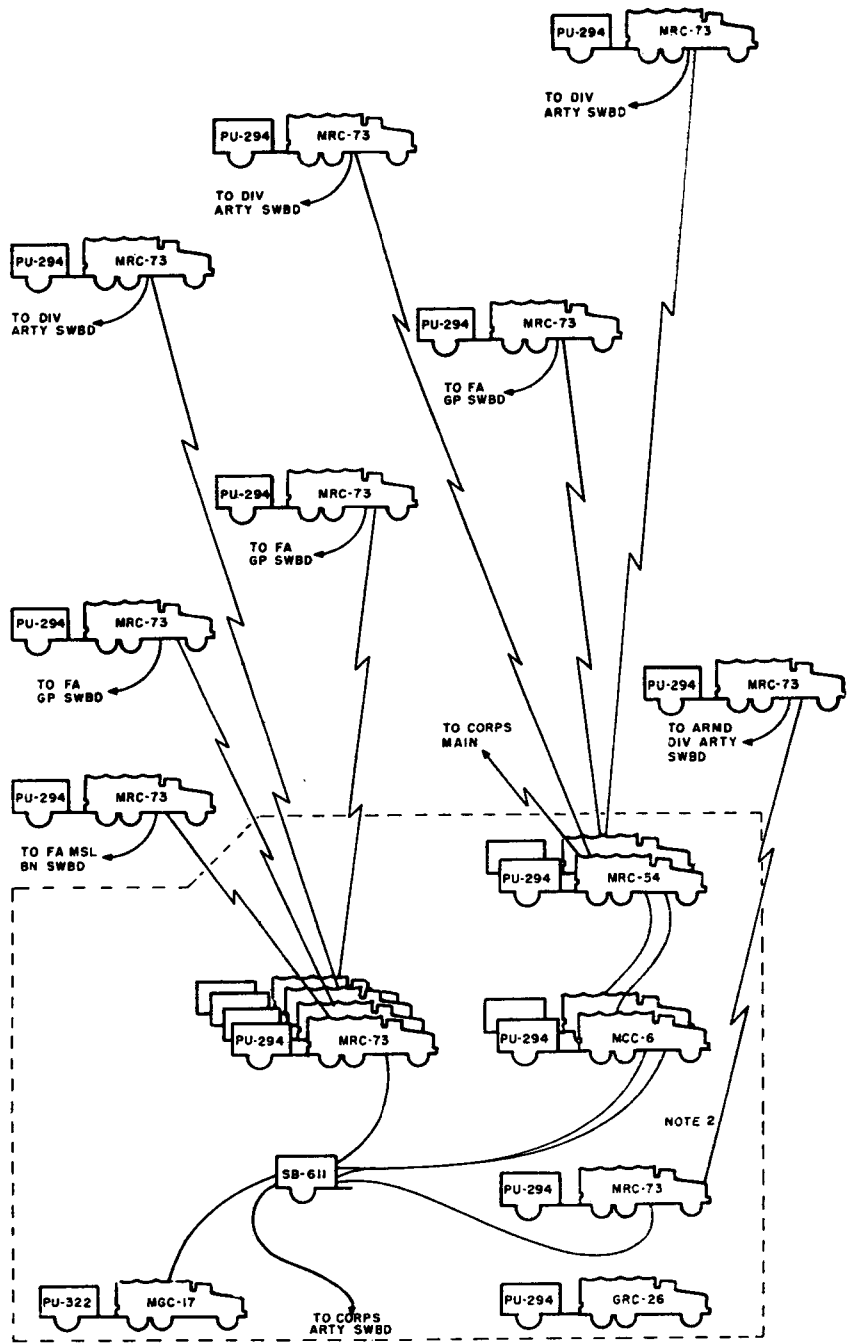 PU-294 MRC-73
TO DIV
ARTY SWBD
PU-294 MRC-73
TO DIV
ARTY SWBD
PU-294 MRC-73
TO DIV
ARTY SWBD
PU-294 MRC-73
TO FA
GP SWBD
PU-294 MRC-73
TO FA
GP SWBD
PU-294 MRC-73
TO FA
GP SWBD
PU-294 MRC-73
TO ARMD
DIV ARTY
SWBD
TO CORPS
MAIN
PU-294 MRC-73
TO FA MSL
BN SWBD
PU-294 MRC-54
PU-294 MRC-73
PU-294 MCC-6
NOTE 2
SB-611
PU-294 MRC-73
PU-322 MGC-17
TO CORPS
ARTY SWBD
PU-294 GRC-26